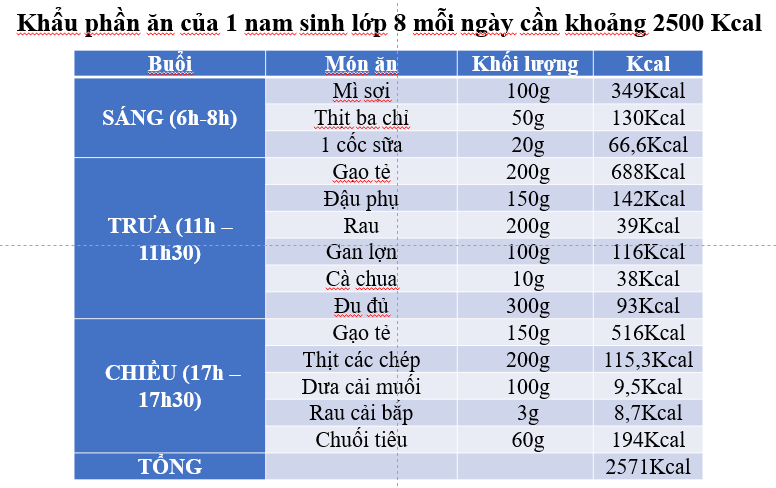 Khẩu phần ăn của 1 nam sinh lớp 8 mỗi ngày cần khoảng 2500 Kcal
Buổi Món ăn Khối lượng Kcal
SÁNG (6h-8h)
Mì sợi 100g 349Kcal
Thịt ba chỉ 50g 130Kcal
1 cốc sữa 20g 66,6Kcal
TRƯA (11h –
11h30)
Gạo tẻ 200g 688Kcal
Đậu phụ 150g 142Kcal
Rau 200g 39Kcal
Gan lợn 100g 116Kcal
Cà chua 10g 38Kcal
Đu đủ 300g 93Kcal
CHIỀU (17h –
17h30)
Gạo tẻ 150g 516Kcal
Thịt các chép 200g 115,3Kcal
Dưa cải muối 100g 9,5Kcal
Rau cải bắp 3g 8,7Kcal
Chuối tiêu 60g 194Kcal
TỔNG 2571Kcal